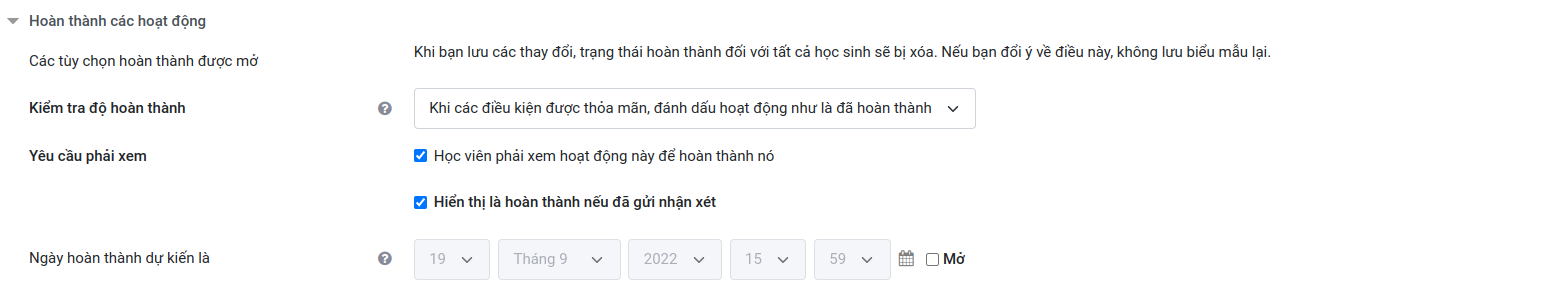 Hoàn thành các hoạt động
Các tùy chọn hoàn thành được mở
Khi bạn lưu các thay đổi, trạng thái hoàn thành đối với tất cả học sinh sẽ bị xóa. Nếu bạn đổi ý về điều này, không lưu biểu mẫu lại.
Kiểm tra độ hoàn thành
Khi các điều kiện được thỏa mãn, đánh dấu hoạt động như là đã hoàn thành
Yêu cầu phải xem
Học viên phải xem hoạt động này để hoàn thành nó
Hiển thị là hoàn thành nếu đã gửi nhận xét
Ngày hoàn thành dự kiến là
19 Tháng 9 2022 15 59 Mở